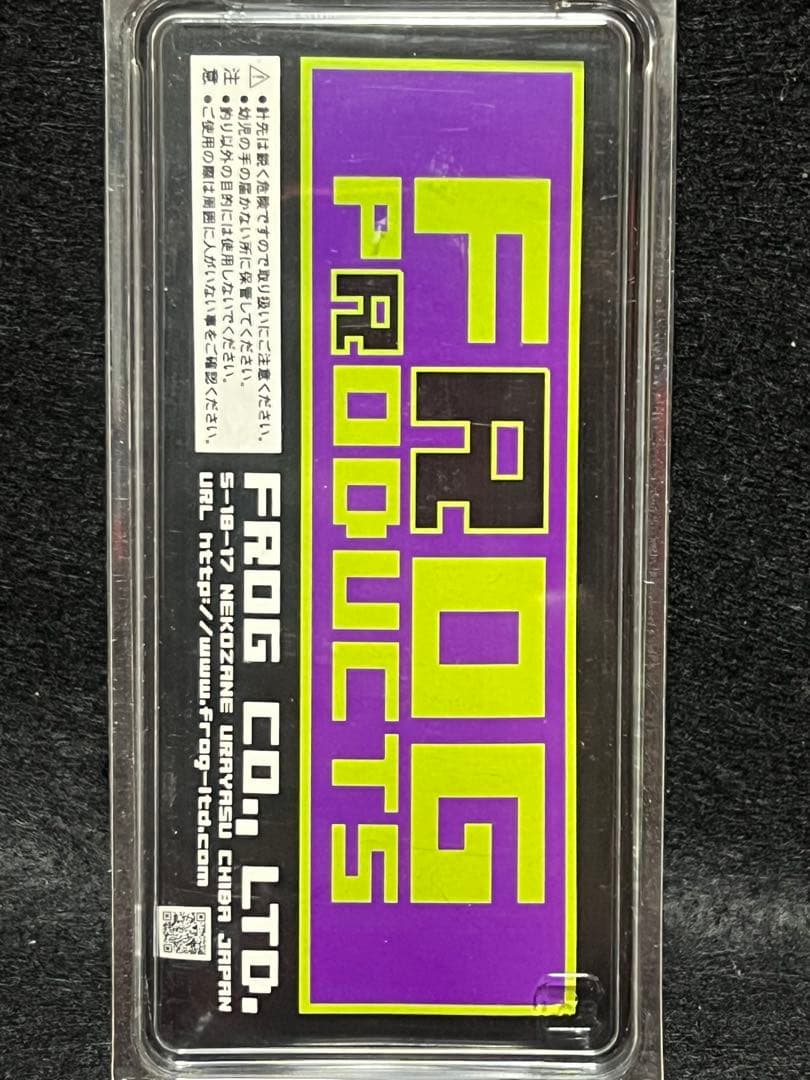 FROG
PRODUCTS
⚠注意
●針先は鋭く危険ですので取り扱いにご注意ください。
●幼児の手の届かない所に保管してください。
●釣り以外の目的には使用しないでください。
●ご使用の際は周囲に人がいない事をご確認ください。
FROG CO., LTD.
5-18-17 NEKOZANE URAYASU CHIBA JAPAN
URL http://www.frog-ltd.com